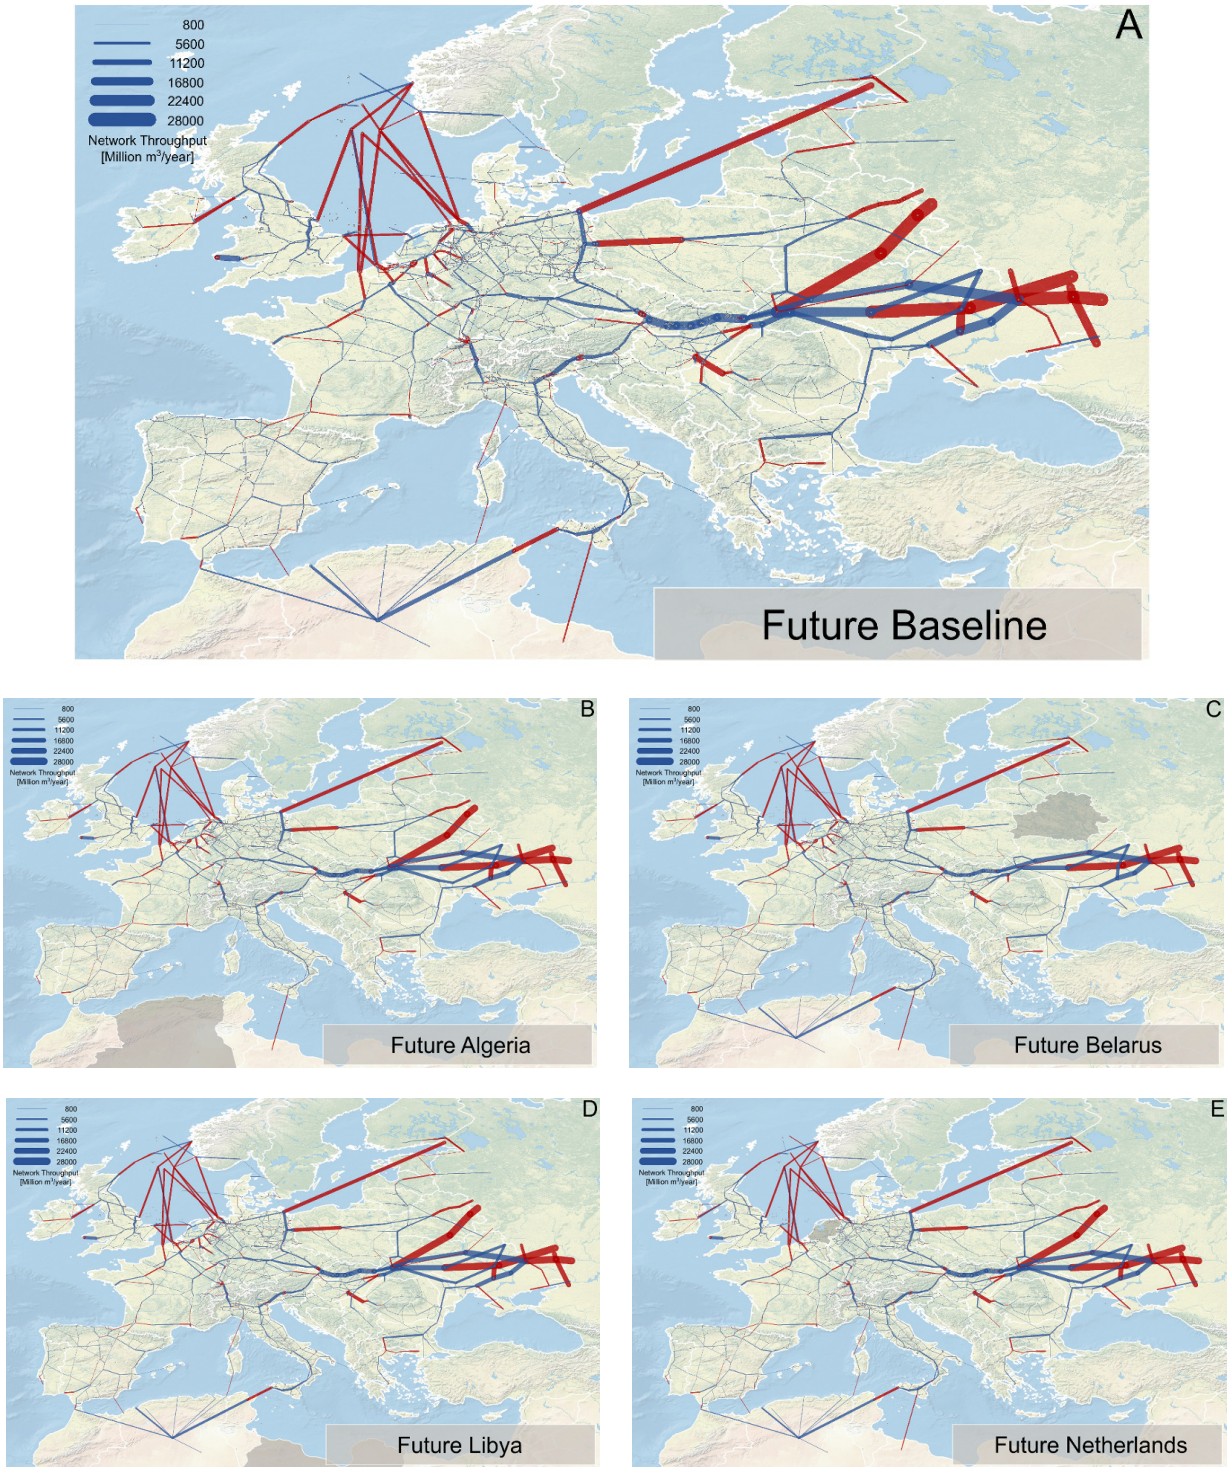 A
800
5600
11200
16800
22400
28000
Network Throughput
[Million m³/year]
Future Baseline
B
800
5600
11200
16800
22400
28000
Network Throughput
[Million m³/year]
Future Algeria
C
800
5600
11200
16800
22400
28000
Network Throughput
[Million m³/year]
Future Belarus
D
800
5600
11200
16800
22400
28000
Network Throughput
[Million m³/year]
Future Libya
E
800
5600
11200
16800
22400
28000
Network Throughput
[Million m³/year]
Future Netherlands